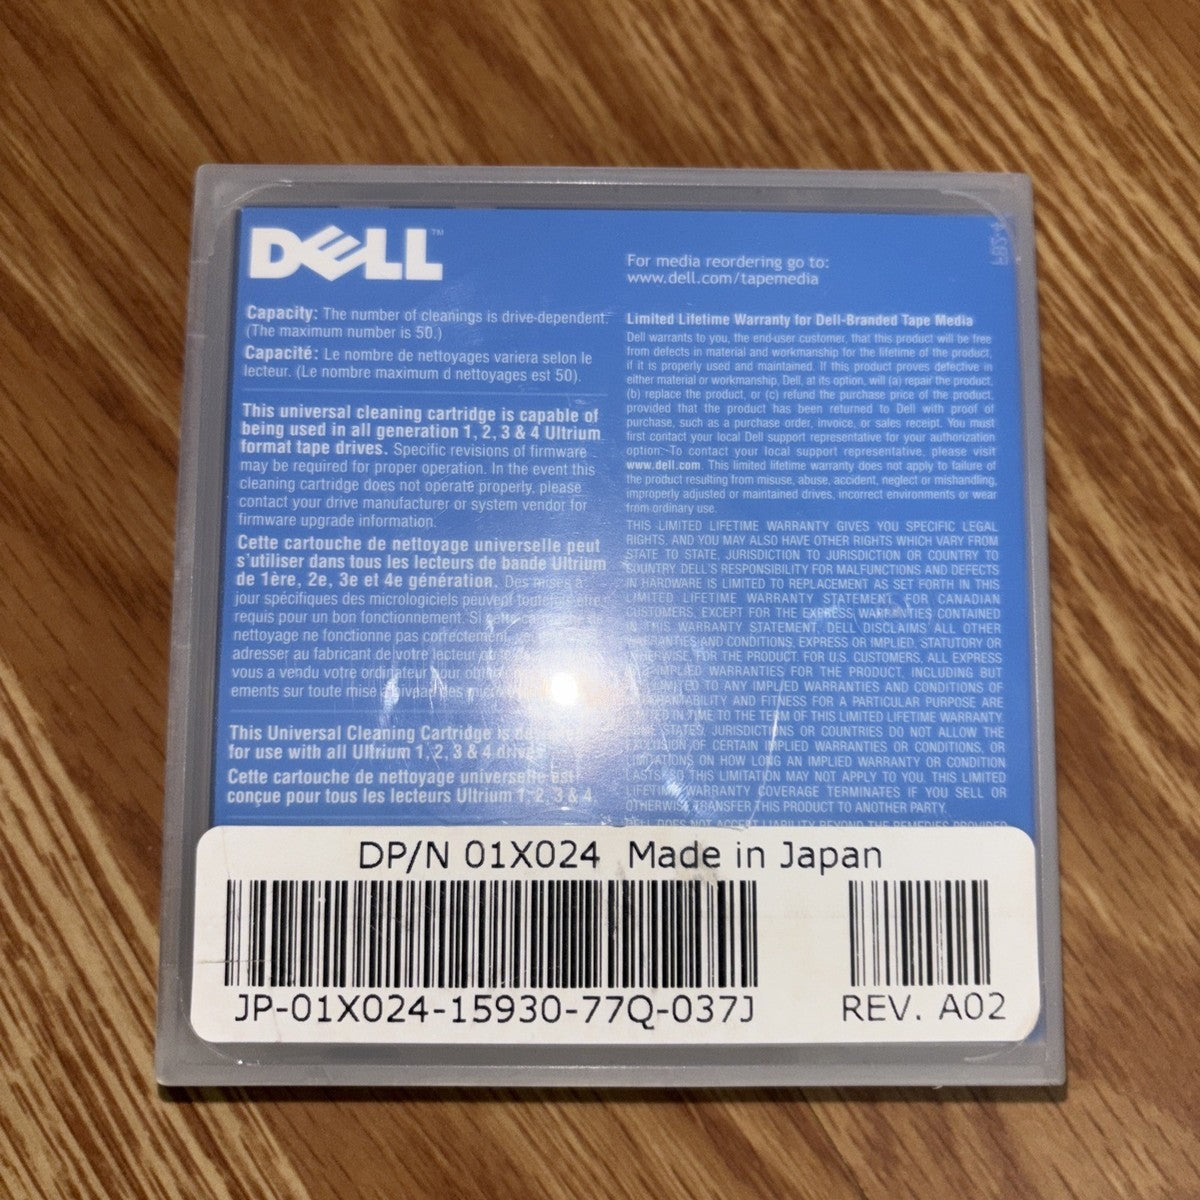 DELL™
For media reordering go to:
www.dell.com/tapemedia
Capacity: The number of cleanings is drive-dependent.
(The maximum number is 50.)
Capacité: Le nombre de nettoyages variera selon le
lecteur. (Le nombre maximum d nettoyages est 50).
This universal cleaning cartridge is capable of
being used in all generation 1, 2, 3 & 4 Ultrium
format tape drives. Specific revisions of firmware
may be required for proper operation. In the event this
cleaning cartridge does not operate properly, please
contact your drive manufacturer or system vendor for
firmware upgrade information.
Cette cartouche de nettoyage universelle peut
s'utiliser dans tous les lecteurs de bande Ultrium
de 1ère, 2e, 3e et 4e génération. Des mises à
jour spécifiques des micrologiciels peuvent toutefois être
requis pour un bon fonctionnement. Si cette
nettoyage ne fonctionne pas correctement,
adresser au fabricant de votre lecteur ou
vous a vendu votre ordinateur pour
ements sur toute mise
This Universal Cleaning Cartridge is designed
for use with all Ultrium 1, 2, 3 & 4 drives
Cette cartouche de nettoyage universelle est
conçue pour tous les lecteurs Ultrium 1, 2, 3 & 4
Limited Lifetime Warranty for Dell-Branded Tape Media
Dell warrants to you, the end-user customer, that this product will be free
from defects in material and workmanship for the lifetime of the product,
if it is properly used and maintained. If this product proves defective in
either material or workmanship, Dell, at its option, will (a) repair the product,
(b) replace the product, or (c) refund the purchase price of the product,
provided that the product has been returned to Dell with proof of
purchase, such as a purchase order, invoice, or sales receipt. You must
first contact your local Dell support representative for your authorization
option. To contact your local support representative, please visit
www.dell.com. This limited lifetime warranty does not apply to failure of
the product resulting from misuse, abuse, accident, neglect or mishandling,
improperly adjusted or maintained drives, incorrect environments or wear
from ordinary use.
THIS LIMITED LIFETIME WARRANTY GIVES YOU SPECIFIC LEGAL
RIGHTS, AND YOU MAY ALSO HAVE OTHER RIGHTS WHICH VARY FROM
STATE TO STATE, JURISDICTION TO JURISDICTION OR COUNTRY TO
COUNTRY. DELL'S RESPONSIBILITY FOR MALFUNCTIONS AND DEFECTS
IN HARDWARE IS LIMITED TO REPLACEMENT AS SET FORTH IN THIS
LIMITED LIFETIME WARRANTY STATEMENT. FOR CANADIAN
CUSTOMERS, EXCEPT FOR THE EXPRESS WARRANTIES CONTAINED
IN THIS WARRANTY STATEMENT, DELL DISCLAIMS ALL OTHER
WARRANTIES AND CONDITIONS, EXPRESS OR IMPLIED, STATUTORY OR
OTHERWISE, FOR THE PRODUCT. FOR U.S. CUSTOMERS, ALL EXPRESS
IMPLIED WARRANTIES FOR THE PRODUCT, INCLUDING BUT
LIMITED TO ANY IMPLIED WARRANTIES AND CONDITIONS OF
MERCHANTABILITY AND FITNESS FOR A PARTICULAR PURPOSE ARE
LIMITED IN TIME TO THE TERM OF THIS LIMITED LIFETIME WARRANTY.
SOME STATES, JURISDICTIONS OR COUNTRIES DO NOT ALLOW THE
EXCLUSION OF CERTAIN IMPLIED WARRANTIES OR CONDITIONS, OR
LIMITATIONS ON HOW LONG AN IMPLIED WARRANTY OR CONDITION
LASTS, SO THIS LIMITATION MAY NOT APPLY TO YOU. THIS LIMITED
LIFETIME WARRANTY COVERAGE TERMINATES IF YOU SELL OR
OTHERWISE TRANSFER THIS PRODUCT TO ANOTHER PARTY.
DELL DOES NOT ACCEPT LIABILITY BEYOND THE REMEDIES PROVIDED
DP/N 01X024 Made in Japan
JP-01X024-15930-77Q-037J
REV. A02